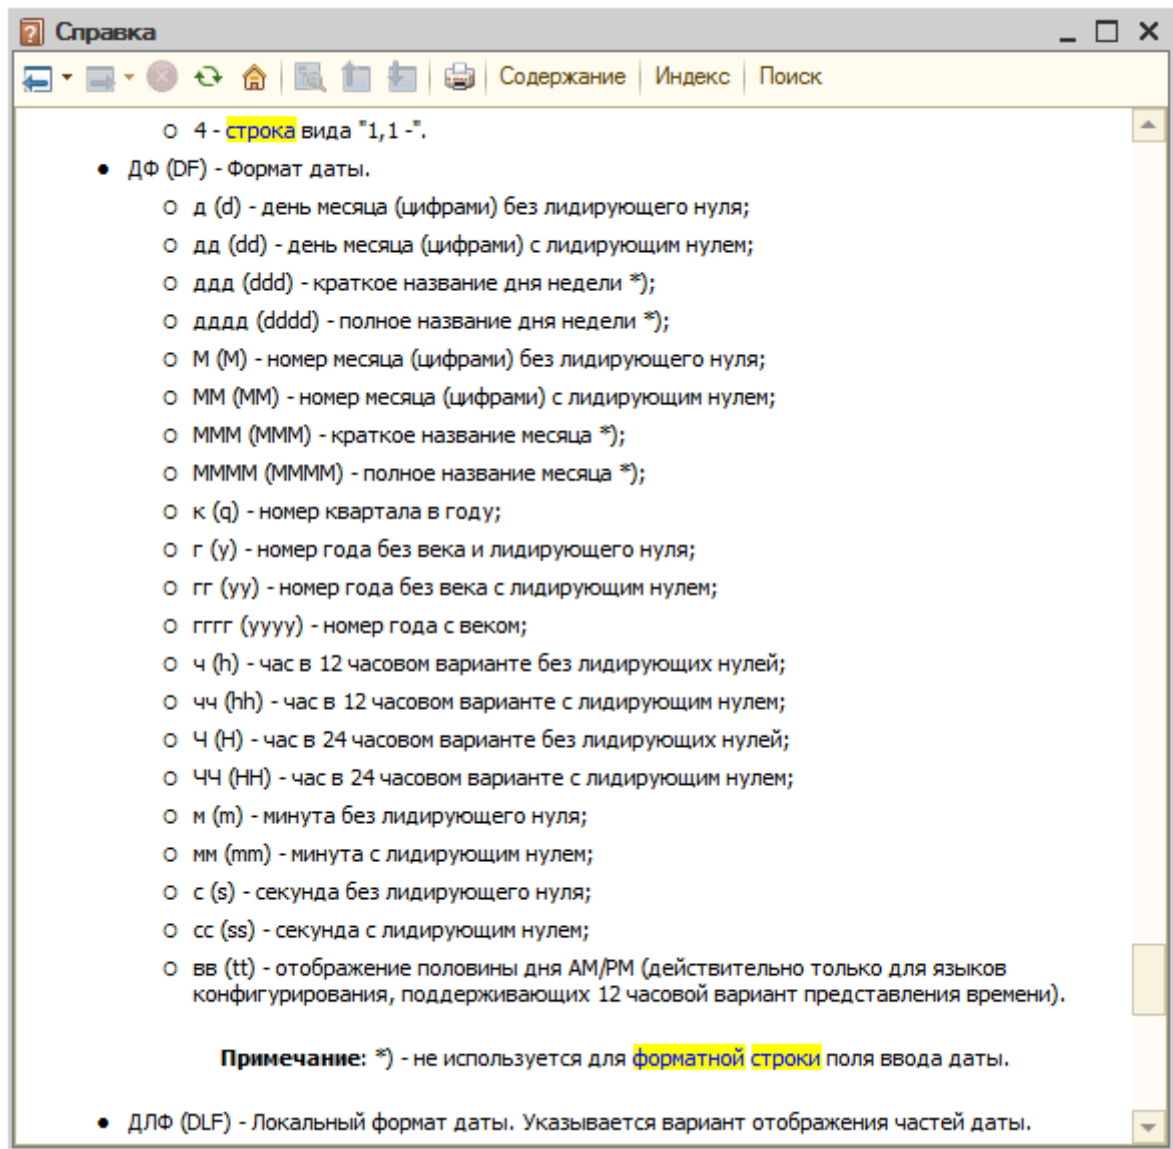 Справка
Содержание Индекс Поиск
4 - строка вида "1,1 -".
ДФ (DF) - Формат даты.
д (d) - день месяца (цифрами) без лидирующего нуля;
дд (dd) - день месяца (цифрами) с лидирующим нулем;
ддд (ddd) - краткое название дня недели *);
дддд (dddd) - полное название дня недели *);
М (M) - номер месяца (цифрами) без лидирующего нуля;
ММ (MM) - номер месяца (цифрами) с лидирующим нулем;
МММ (MMM) - краткое название месяца *);
ММММ (MMMM) - полное название месяца *);
к (q) - номер квартала в году;
г (y) - номер года без века и лидирующего нуля;
гг (yy) - номер года без века с лидирующим нулем;
гггг (yyyy) - номер года с веком;
ч (h) - час в 12 часовом варианте без лидирующих нулей;
чч (hh) - час в 12 часовом варианте с лидирующим нулем;
Ч (H) - час в 24 часовом варианте без лидирующих нулей;
ЧЧ (HH) - час в 24 часовом варианте с лидирующим нулем;
м (m) - минута без лидирующего нуля;
мм (mm) - минута с лидирующим нулем;
с (s) - секунда без лидирующего нуля;
сс (ss) - секунда с лидирующим нулем;
вв (tt) - отображение половины дня AM/PM (действительно только для языков
конфигурирования, поддерживающих 12 часовой вариант представления времени).
Примечание: *) - не используется для форматной строки поля ввода даты.
ДЛФ (DLF) - Локальный формат даты. Указывается вариант отображения частей даты.